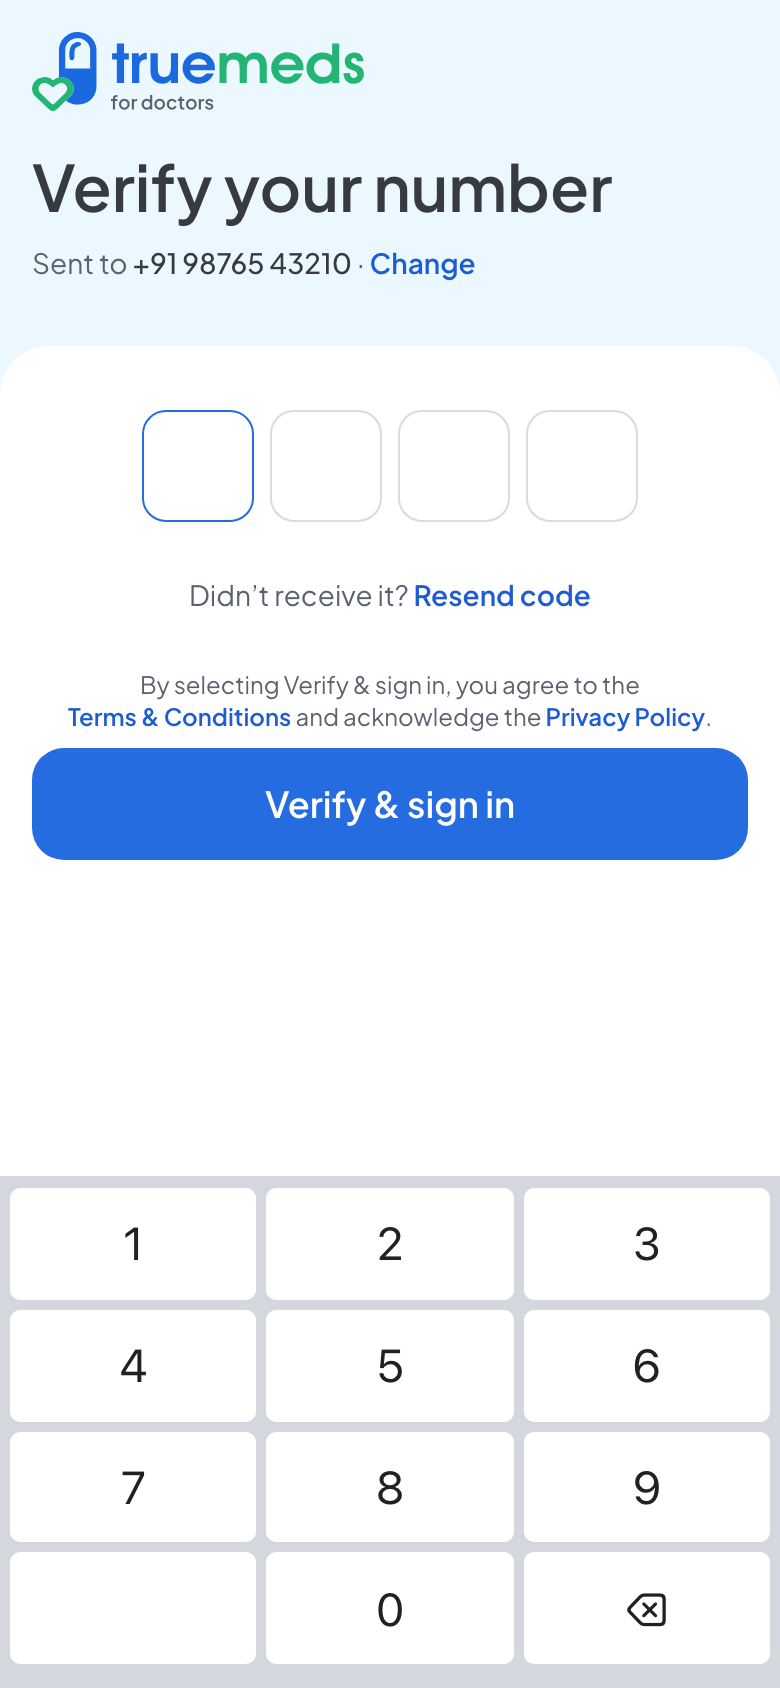 truemeds
for doctors
Verify your number
Sent to +91 98765 43210 · Change
Didn’t receive it? Resend code
By selecting Verify & sign in, you agree to the
Terms & Conditions and acknowledge the Privacy Policy.
Verify & sign in
1 2 3
4 5 6
7 8 9
0